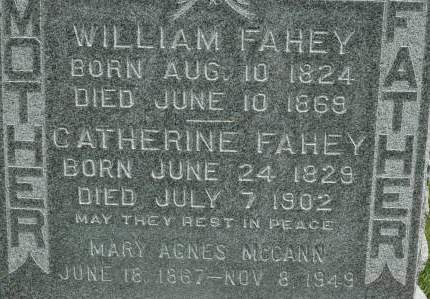 MOTHER
FATHER
WILLIAM FAHEY
BORN AUG. 10 1824
DIED JUNE 10 1868
CATHERINE FAHEY
BORN JUNE 24 1829
DIED JULY 7 1902
MAY THEY REST IN PEACE
MARY AGNES MCCANN
JUNE 18, 1867-NOV 8, 1949